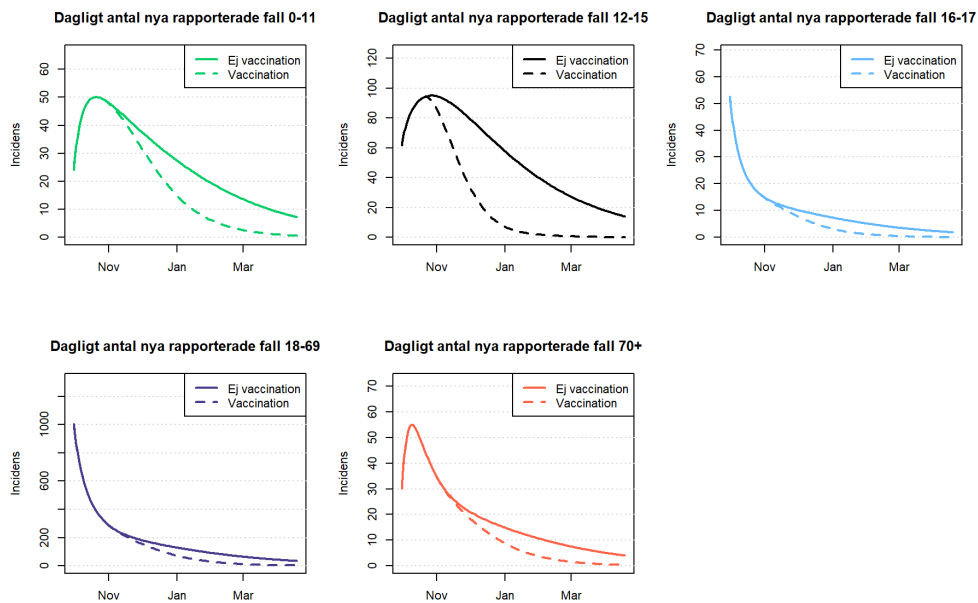 Dagligt antal nya rapporterade fall 0-11
Ej vaccination
Vaccination
Incidens
60
50
40
30
20
10
0
Nov
Jan
Mar
Dagligt antal nya rapporterade fall 12-15
Ej vaccination
Vaccination
Incidens
120
100
80
60
40
20
0
Nov
Jan
Mar
Dagligt antal nya rapporterade fall 16-17
Ej vaccination
Vaccination
Incidens
70
60
50
40
30
20
10
0
Nov
Jan
Mar
Dagligt antal nya rapporterade fall 18-69
Ej vaccination
Vaccination
Incidens
1000
600
200
0
Nov
Jan
Mar
Dagligt antal nya rapporterade fall 70+
Ej vaccination
Vaccination
Incidens
70
60
50
40
30
20
10
0
Nov
Jan
Mar